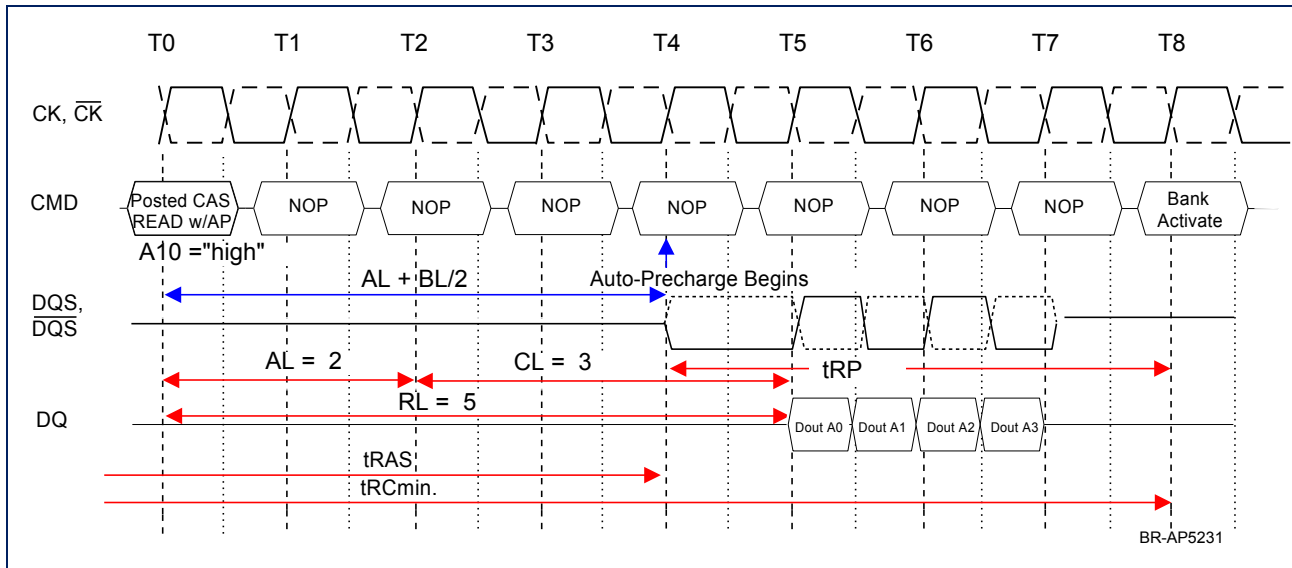 T0 T1 T2 T3 T4 T5 T6 T7 T8
CK, CK
CMD
Posted CAS
READ w/AP
NOP NOP NOP NOP NOP NOP NOP
Bank
Activate
A10 ="high"
AL + BL/2
Auto-Precharge Begins
DQS,
DQS
AL = 2
CL = 3
tRP
RL = 5
DQ
Dout A0 Dout A1 Dout A2 Dout A3
tRAS
tRCmin.
BR-AP5231